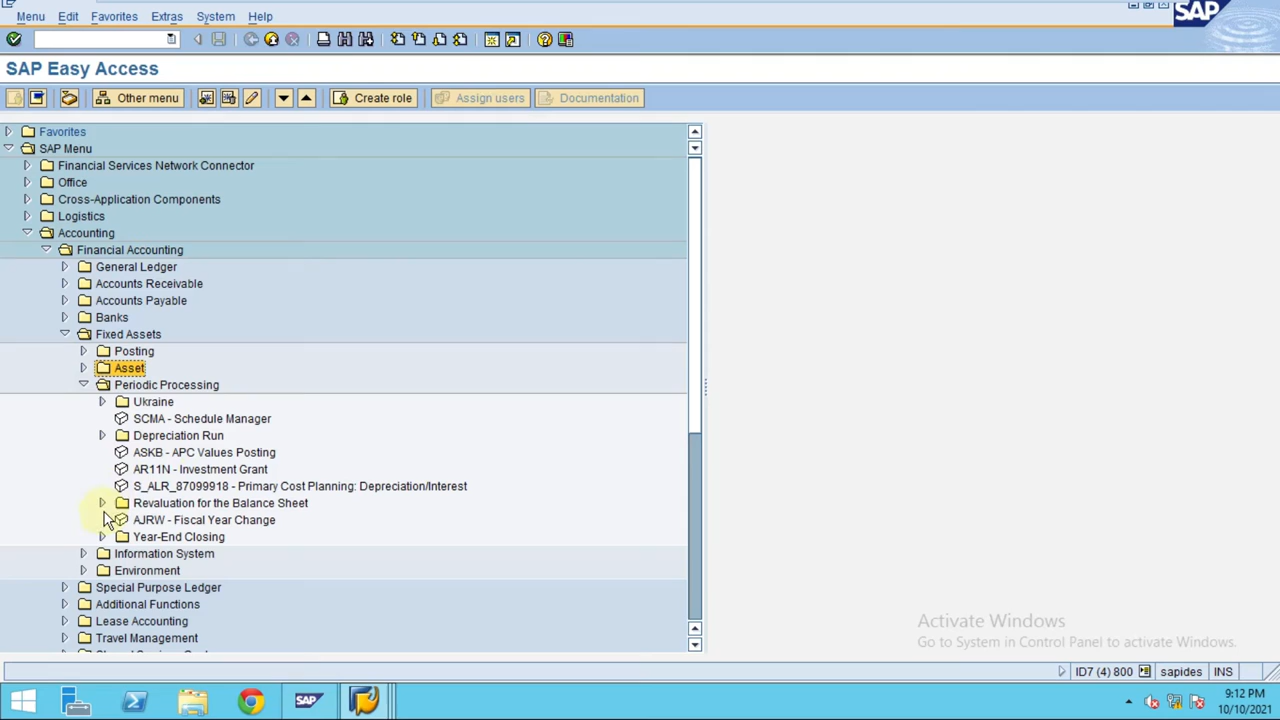 Menu Edit Favorites Extras System Help
SAP
SAP Easy Access
Other menu Create role Assign users Documentation
Favorites
SAP Menu
Financial Services Network Connector
Office
Cross-Application Components
Logistics
Accounting
Financial Accounting
General Ledger
Accounts Receivable
Accounts Payable
Banks
Fixed Assets
Posting
Asset
Periodic Processing
Ukraine
SCMA - Schedule Manager
Depreciation Run
ASKB - APC Values Posting
AR11N - Investment Grant
S_ALR_87099918 - Primary Cost Planning: Depreciation/Interest
Revaluation for the Balance Sheet
AJRW - Fiscal Year Change
Year-End Closing
Information System
Environment
Special Purpose Ledger
Additional Functions
Lease Accounting
Travel Management
Activate Windows
Go to System in Control Panel to activate Windows.
ID7 (4) 800 sapides INS
SAP
9:12 PM
10/10/2021